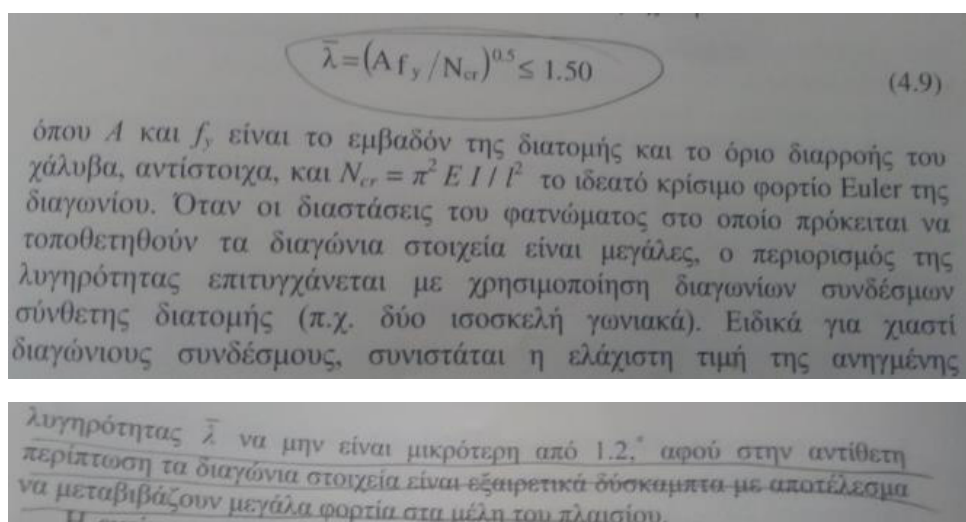 λ̄=(A f_y/N_cr)^0.5 ≤ 1.50
(4.9)
όπου A και f_y είναι το εμβαδόν της διατομής και το όριο διαρροής του
χάλυβα, αντίστοιχα, και N_cr = π² E I / l² το ιδεατό κρίσιμο φορτίο Euler της
διαγωνίου. Όταν οι διαστάσεις του φατνώματος στο οποίο πρόκειται να
τοποθετηθούν τα διαγώνια στοιχεία είναι μεγάλες, ο περιορισμός της
λυγηρότητας επιτυγχάνεται με χρησιμοποίηση διαγωνίων συνδέσμων
σύνθετης διατομής (π.χ. δύο ισοσκελή γωνιακά). Ειδικά για χιαστί
διαγώνιους συνδέσμους, συνιστάται η ελάχιστη τιμή της ανηγμένης
λυγηρότητας λ̄ να μην είναι μικρότερη από 1.2,* αφού στην αντίθετη
περίπτωση τα διαγώνια στοιχεία είναι εξαιρετικά δύσκαμπτα με αποτέλεσμα
να μεταβιβάζουν μεγάλα φορτία στα μέλη του πλαισίου.